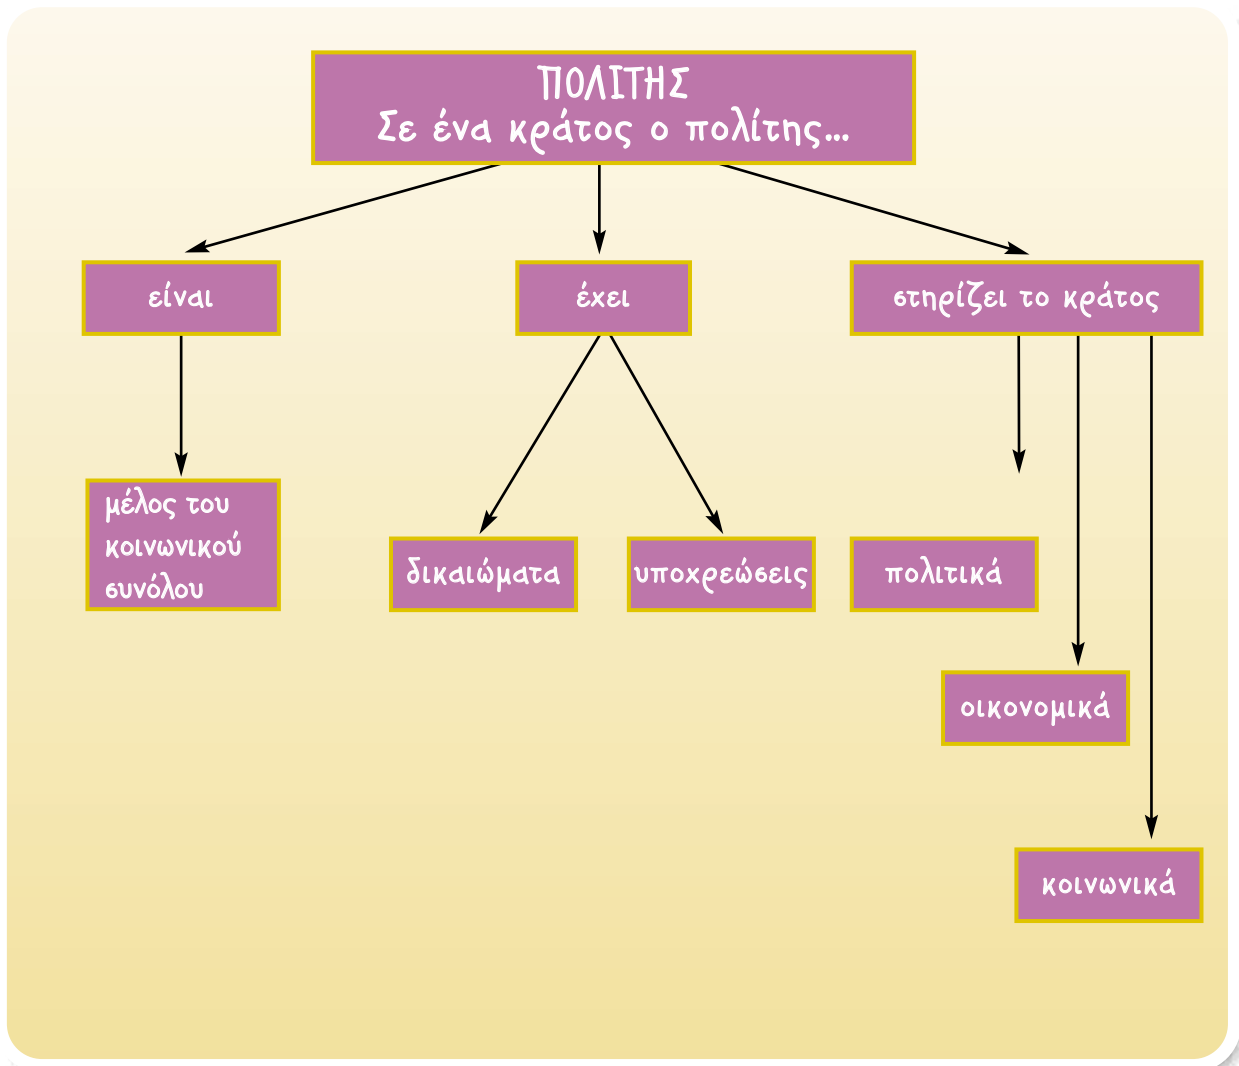 ΠΟΛΙΤΗΣ
Σε ένα κράτος ο πολίτης...
είναι
έχει
στηρίζει το κράτος
μέλος του
κοινωνικού
συνόλου
δικαιώματα
υποχρεώσεις
πολιτικά
οικονομικά
κοινωνικά